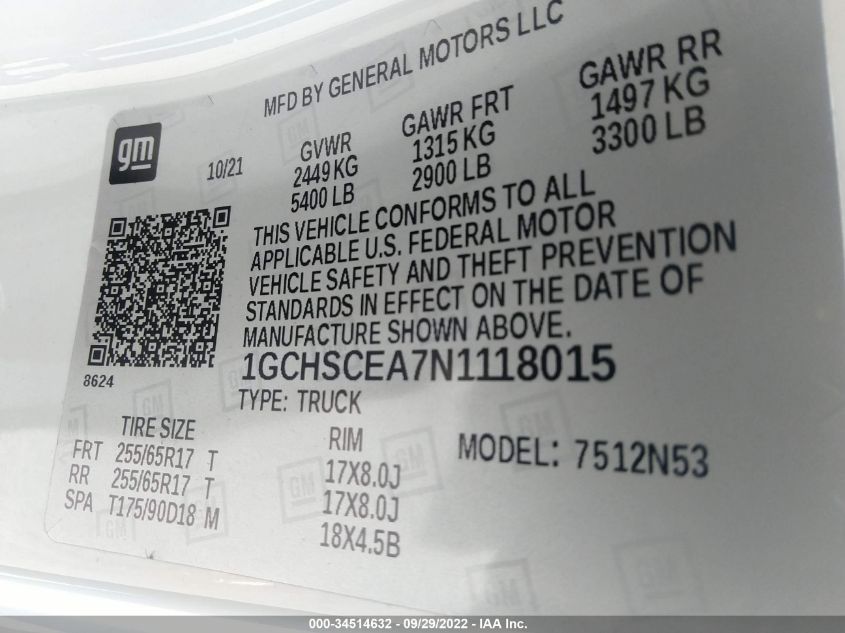 MFD BY GENERAL MOTORS LLC
gm
10/21
GVWR GAWR FRT GAWR RR
2449 KG 1315 KG 1497 KG
5400 LB 2900 LB 3300 LB
THIS VEHICLE CONFORMS TO ALL
APPLICABLE U.S. FEDERAL MOTOR
VEHICLE SAFETY AND THEFT PREVENTION
STANDARDS IN EFFECT ON THE DATE OF
MANUFACTURE SHOWN ABOVE.
8624
1GCHSCEA7N1118015
TYPE: TRUCK
TIRE SIZE RIM MODEL: 7512N53
FRT 255/65R17 T 17X8.0J
RR 255/65R17 T 17X8.0J
SPA T175/90D18 M 18X4.5B
000-34514632 - 09/29/2022 - IAA Inc.